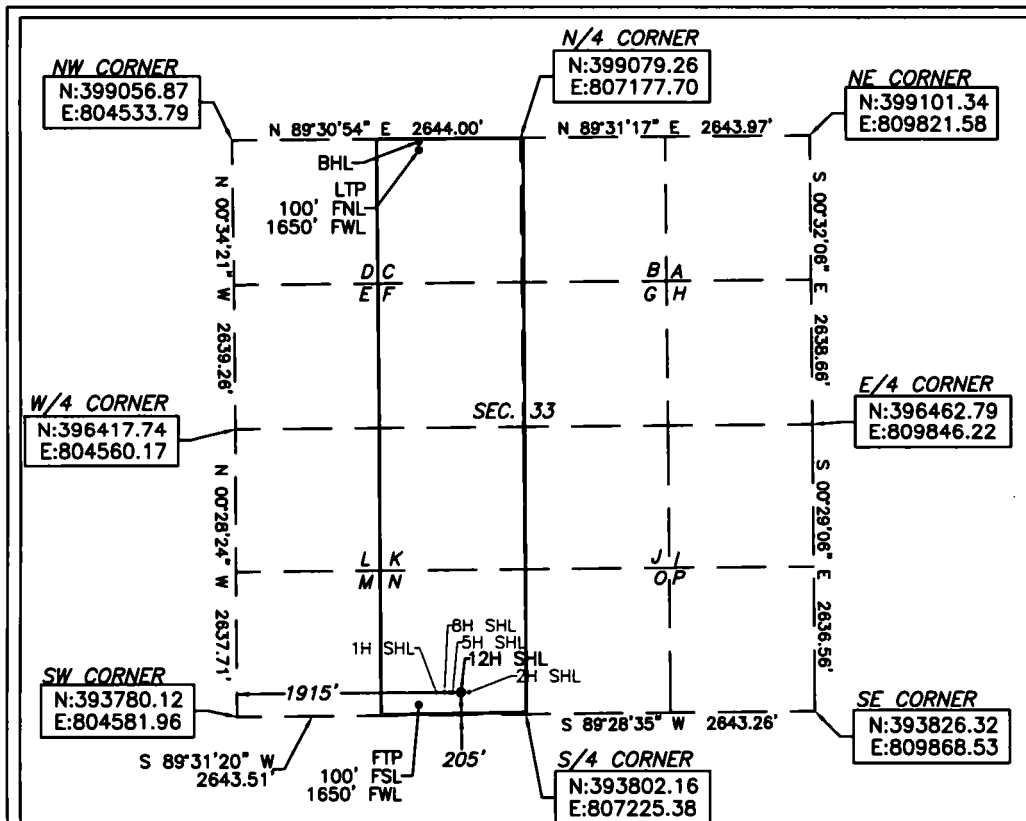 N/4 CORNER
N:399079.26
E:807177.70
NW CORNER
N:399056.87
E:804533.79
NE CORNER
N:399101.34
E:809821.58
N 89°30'54" E 2644.00'
N 89°31'17" E 2643.97'
BHL
LTP
100' FNL
1650' FWL
N 00°34'21" W 2639.26'
S 00°32'06" E 2638.66'
D C
E F
B A
G H
W/4 CORNER
N:396417.74
E:804560.17
SEC. 33
E/4 CORNER
N:396462.79
E:809846.22
N 00°28'24" W 2637.71'
S 00°29'06" E 2636.56'
L K
M N
J I
O P
8H SHL
5H SHL
1H SHL
12H SHL
2H SHL
SW CORNER
N:393780.12
E:804581.96
1915'
SE CORNER
N:393826.32
E:809868.53
S 89°31'20" W
2643.51'
FTP
100' FSL
1650' FWL
205'
S 89°28'35" W 2643.26'
S/4 CORNER
N:393802.16
E:807225.38